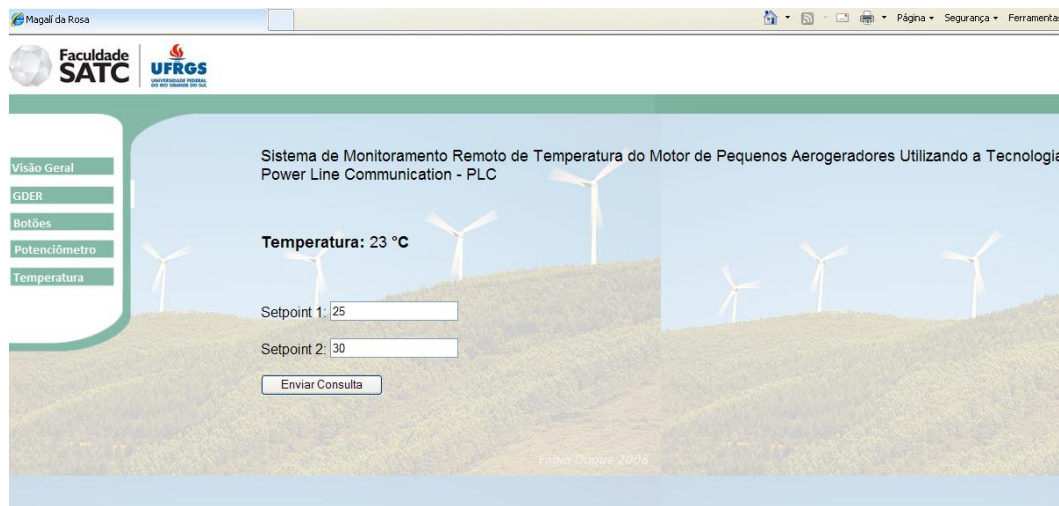 Magalí da Rosa
Página
Segurança
Ferramentas
Faculdade
SATC
UFRGS
UNIVERSIDADE FEDERAL
DO RIO GRANDE DO SUL
Visão Geral
GDER
Botões
Potenciômetro
Temperatura
Sistema de Monitoramento Remoto de Temperatura do Motor de Pequenos Aerogeradores Utilizando a Tecnologia
Power Line Communication - PLC
Temperatura: 23 °C
Setpoint 1: 25
Setpoint 2: 30
Enviar Consulta
Fábio Duque 2006